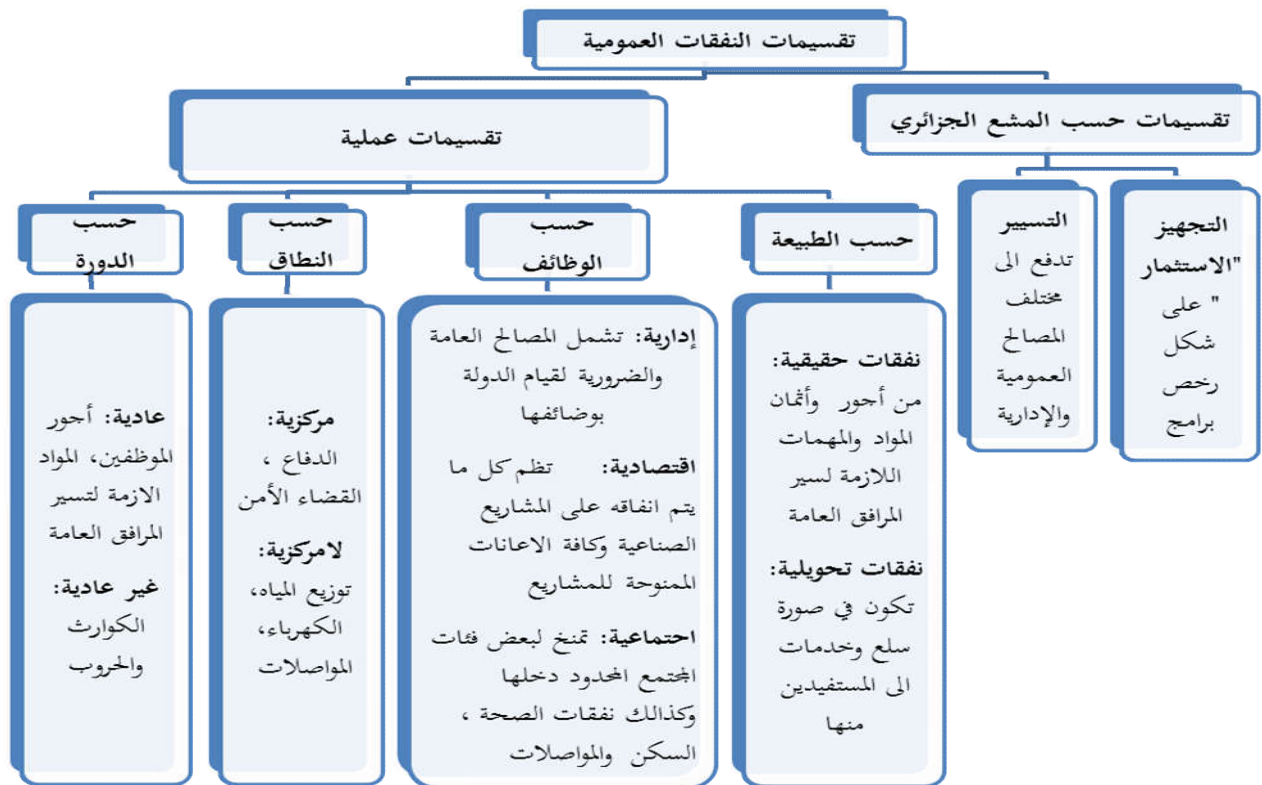 تقسيمات النفقات العمومية
تقسيمات حسب المشع الجزائري
تقسيمات عملية
التجهيز
"الاستثمار
" على
شكل
رخص
برامج
التسيير
تدفع الى
مختلف
المصالح
العمومية
والإدارية
حسب الطبيعة
نفقات حقيقية:
من أجور وأثمان
المواد والمهمات
اللازمة لسير
المرافق العامة
نفقات تحويلية:
تكون في صورة
سلع وخدمات
الى المستفيدين
منها
حسب
الوظائف
إدارية: تشمل المصالح العامة
والضرورية لقيام الدولة
بوضائفها
اقتصادية: تظم كل ما
يتم انفاقه على المشاريع
الصناعية وكافة الاعانات
الممنوحة للمشاريع
احتماعية: تمنخ لبعض فئات
المجتمع المحدود دخلها
وكذالك نفقات الصحة ،
السكن والمواصلات
حسب
النطاق
مركزية:
الدفاع ،
القضاء الأمن
لامركزية:
توزيع المياه،
الكهرباء،
المواصلات
حسب
الدورة
عادية: أجور
الموظفين، المواد
الازمة لتسير
المرافق العامة
غير عادية:
الكوارث
والحروب